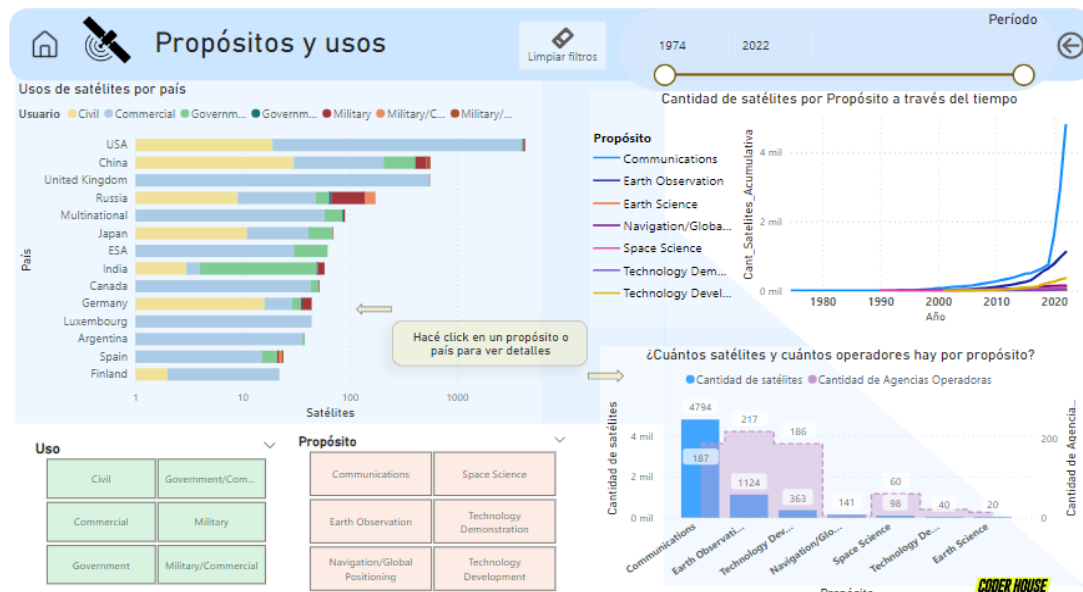 Propósitos y usos
Limpiar filtros
Período
1974
2022
Usos de satélites por país
Usuario Civil Commercial Governm... Governm... Military Military/C... Military/...
País
USA
China
United Kingdom
Russia
Multinational
Japan
ESA
India
Canada
Germany
Luxembourg
Argentina
Spain
Finland
1 10 100 1000
Satélites
Hacé click en un propósito o
país para ver detalles
Cantidad de satélites por Propósito a través del tiempo
Propósito
Communications
Earth Observation
Earth Science
Navigation/Globa...
Space Science
Technology Dem...
Technology Devel...
Cant_Satelites_Acumulativa
4 mil
2 mil
0 mil
1980 1990 2000 2010 2020
Año
¿Cuántos satélites y cuántos operadores hay por propósito?
Cantidad de satélites Cantidad de Agencias Operadoras
Cantidad de satélites
4 mil
2 mil
0 mil
4794
187
217
1124
186
363
141
60
98
40
20
200
0
Cantidad de Agencia...
Communications
Earth Observati...
Technology Dev...
Navigation/Glo...
Space Science
Technology De...
Earth Science
Propósito
Uso
Civil
Government/Com...
Commercial
Military
Government
Military/Commercial
Propósito
Communications
Space Science
Earth Observation
Technology
Demonstration
Navigation/Global
Positioning
Technology
Development
CODER HOUSE